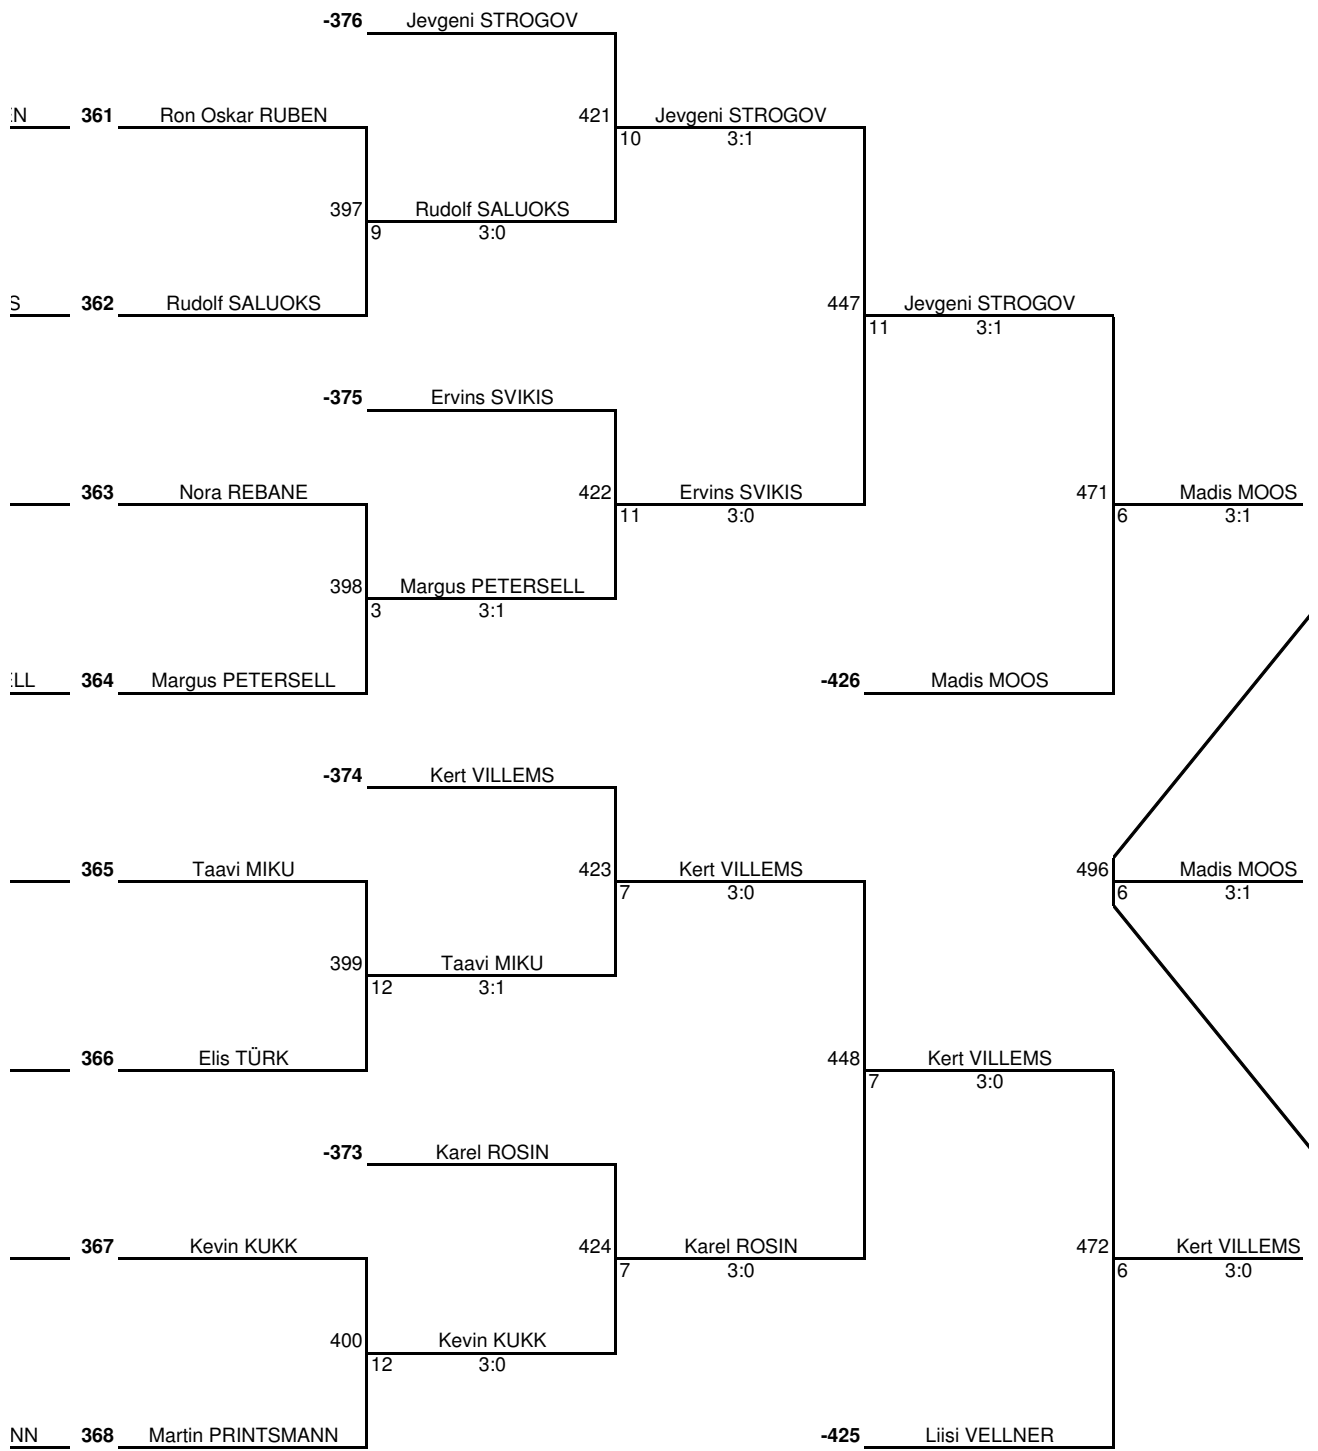 -376 Jevgeni STROGOV
361 Ron Oskar RUBEN 421 Jevgeni STROGOV
10 3:1
397 Rudolf SALUOKS
9 3:0
S 362 Rudolf SALUOKS 447 Jevgeni STROGOV
11 3:1
-375 Ervins SVIKIS
363 Nora REBANE 422 Ervins SVIKIS 471 Madis MOOS
11 3:0 6 3:1
398 Margus PETERSELL
3 3:1
LL 364 Margus PETERSELL -426 Madis MOOS
-374 Kert VILLEMS
365 Taavi MIKU 423 Kert VILLEMS 496 Madis MOOS
7 3:0 6 3:1
399 Taavi MIKU
12 3:1
366 Elis TÜRK 448 Kert VILLEMS
7 3:0
-373 Karel ROSIN
367 Kevin KUKK 424 Karel ROSIN 472 Kert VILLEMS
7 3:0 6 3:0
400 Kevin KUKK
12 3:0
NN 368 Martin PRINTSMANN -425 Liisi VELLNER